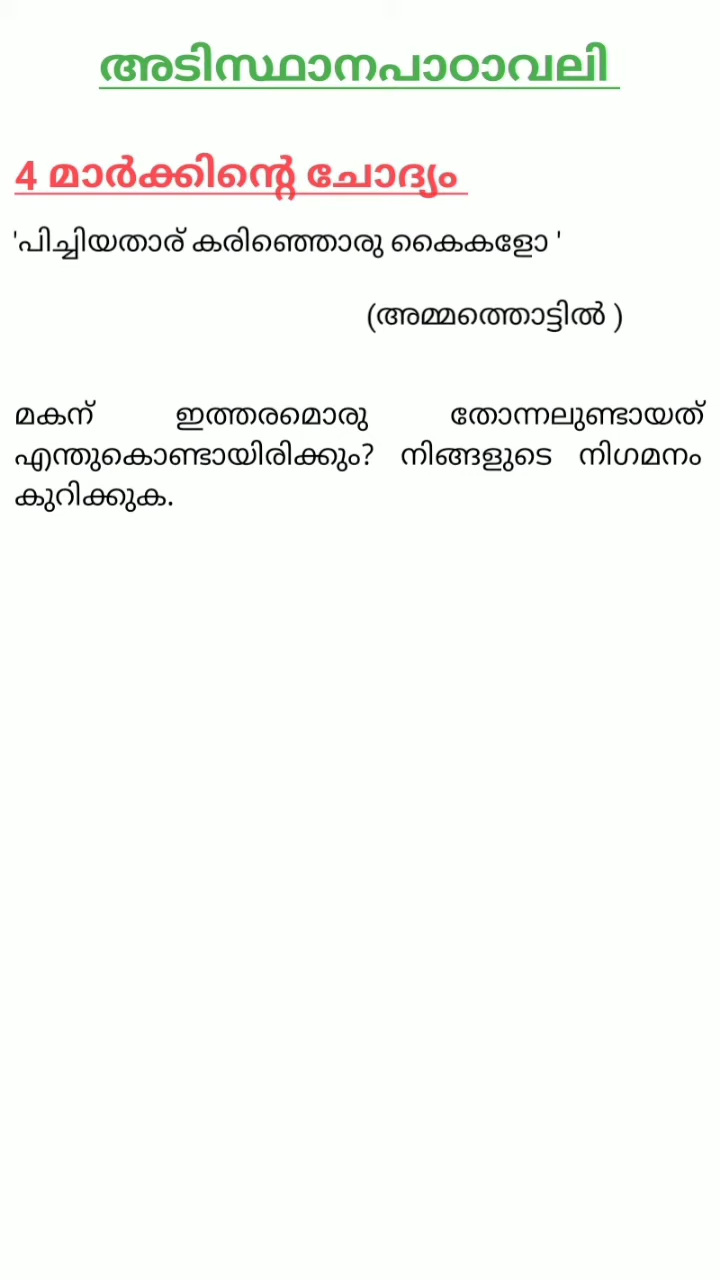 അടിസ്ഥാനപാഠാവലി
4 മാർക്കിന്റെ ചോദ്യം
'പിച്ചിയതാര് കരിഞ്ഞൊരു കൈകളോ '
(അമ്മത്തൊട്ടിൽ )
മകന് ഇത്തരമൊരു തോന്നലുണ്ടായത്
എന്തുകൊണ്ടായിരിക്കും? നിങ്ങളുടെ നിഗമനം
കുറിക്കുക.